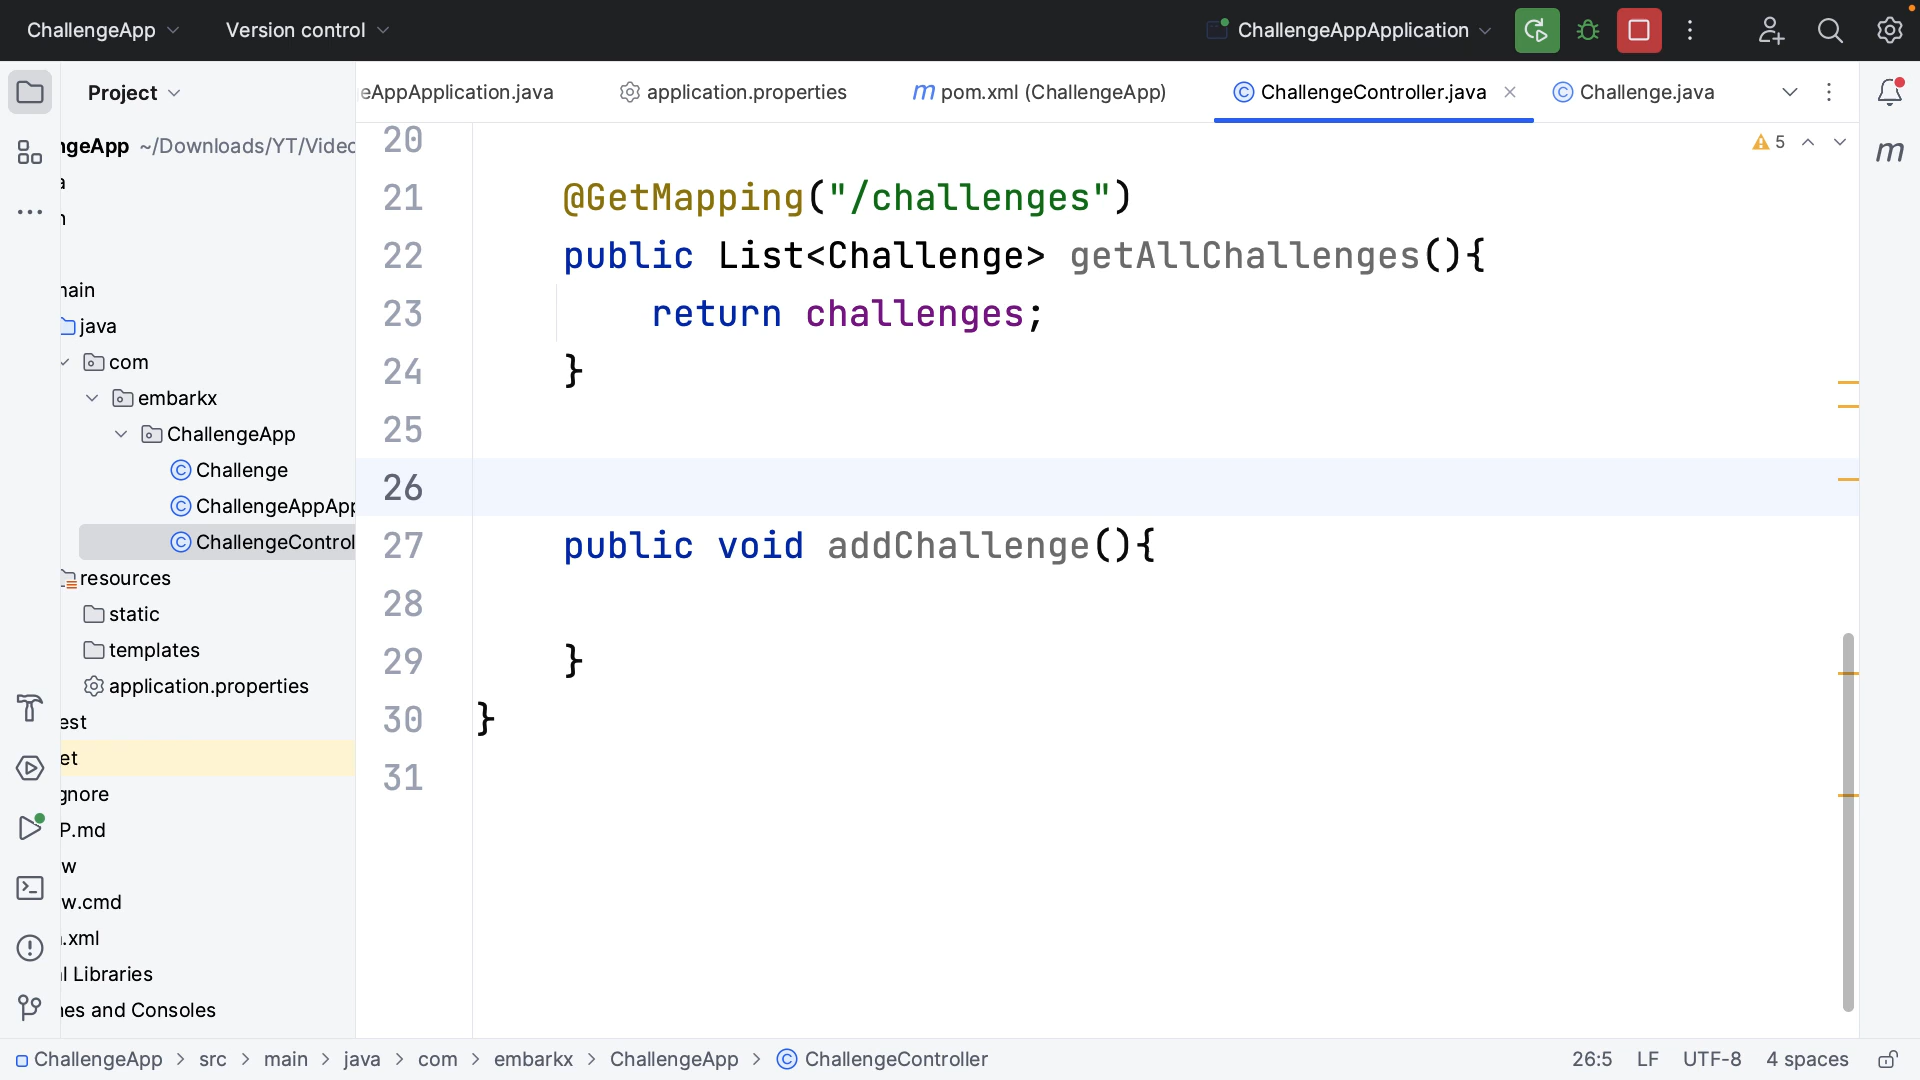 ChallengeApp Version control ChallengeAppApplication
Project
eAppApplication.java application.properties m pom.xml (ChallengeApp) ChallengeController.java Challenge.java
ngeApp ~/Downloads/YT/Videc
a
n
main
java
com
embarkx
ChallengeApp
Challenge
ChallengeAppApp
ChallengeControl
resources
static
templates
application.properties
est
et
gnore
P.md
w
w.cmd
.xml
l Libraries
nes and Consoles
5
m
20
21 @GetMapping("/challenges")
22 public List<Challenge> getAllChallenges(){
23 return challenges;
24 }
25
26
27 public void addChallenge(){
28
29 }
30 }
31
ChallengeApp > src > main > java > com > embarkx > ChallengeApp > ChallengeController 26:5 LF UTF-8 4 spaces